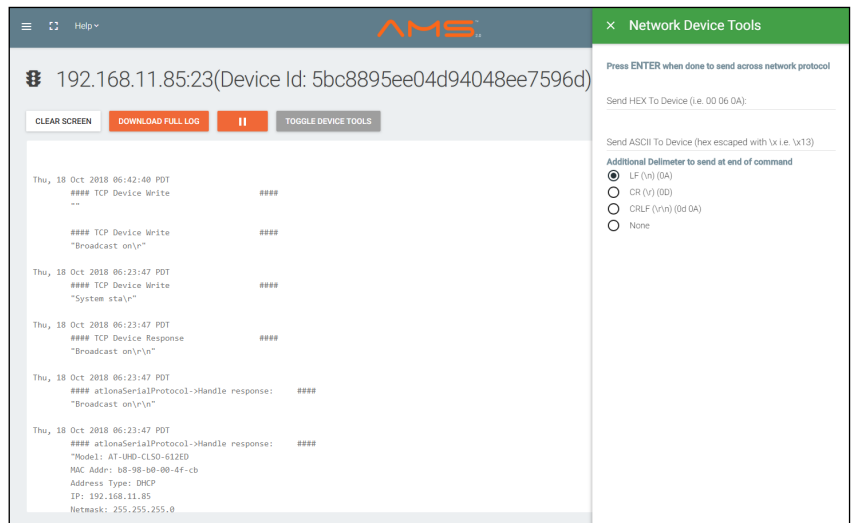 Help
AMS
192.168.11.85:23(Device Id: 5bc8895ee04d94048ee7596d)
CLEAR SCREEN
DOWNLOAD FULL LOG
TOGGLE DEVICE TOOLS
Thu, 18 Oct 2018 06:42:40 PDT
#### TCP Device Write ####
""
#### TCP Device Write ####
"Broadcast on\r"
Thu, 18 Oct 2018 06:23:47 PDT
#### TCP Device Write ####
"System sta\r"
Thu, 18 Oct 2018 06:23:47 PDT
#### TCP Device Response ####
"Broadcast on\r\n"
Thu, 18 Oct 2018 06:23:47 PDT
#### atlonaSerialProtocol->Handle response: ####
"Broadcast on\r\n"
Thu, 18 Oct 2018 06:23:47 PDT
#### atlonaSerialProtocol->Handle response: ####
"Model: AT-UHD-CLSO-612ED
MAC Addr: b8-98-b0-00-4f-cb
Address Type: DHCP
IP: 192.168.11.85
Netmask: 255.255.255.0
× Network Device Tools
Press ENTER when done to send across network protocol
Send HEX To Device (i.e. 00 06 0A):
Send ASCII To Device (hex escaped with \x i.e. \x13)
Additional Delimeter to send at end of command
LF (\n) (0A)
CR (\r) (0D)
CRLF (\r\n) (0d 0A)
None